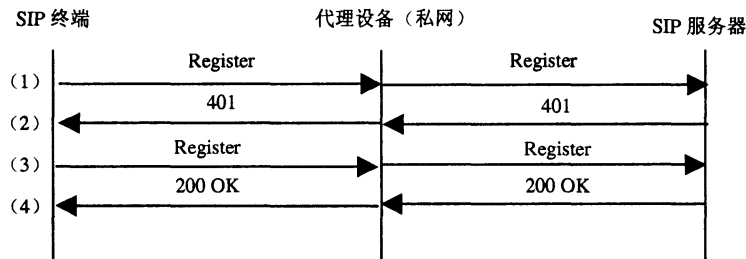 SIP 终端
代理设备（私网）
SIP 服务器
Register
Register
（1）
401
401
（2）
Register
Register
（3）
200 OK
200 OK
（4）